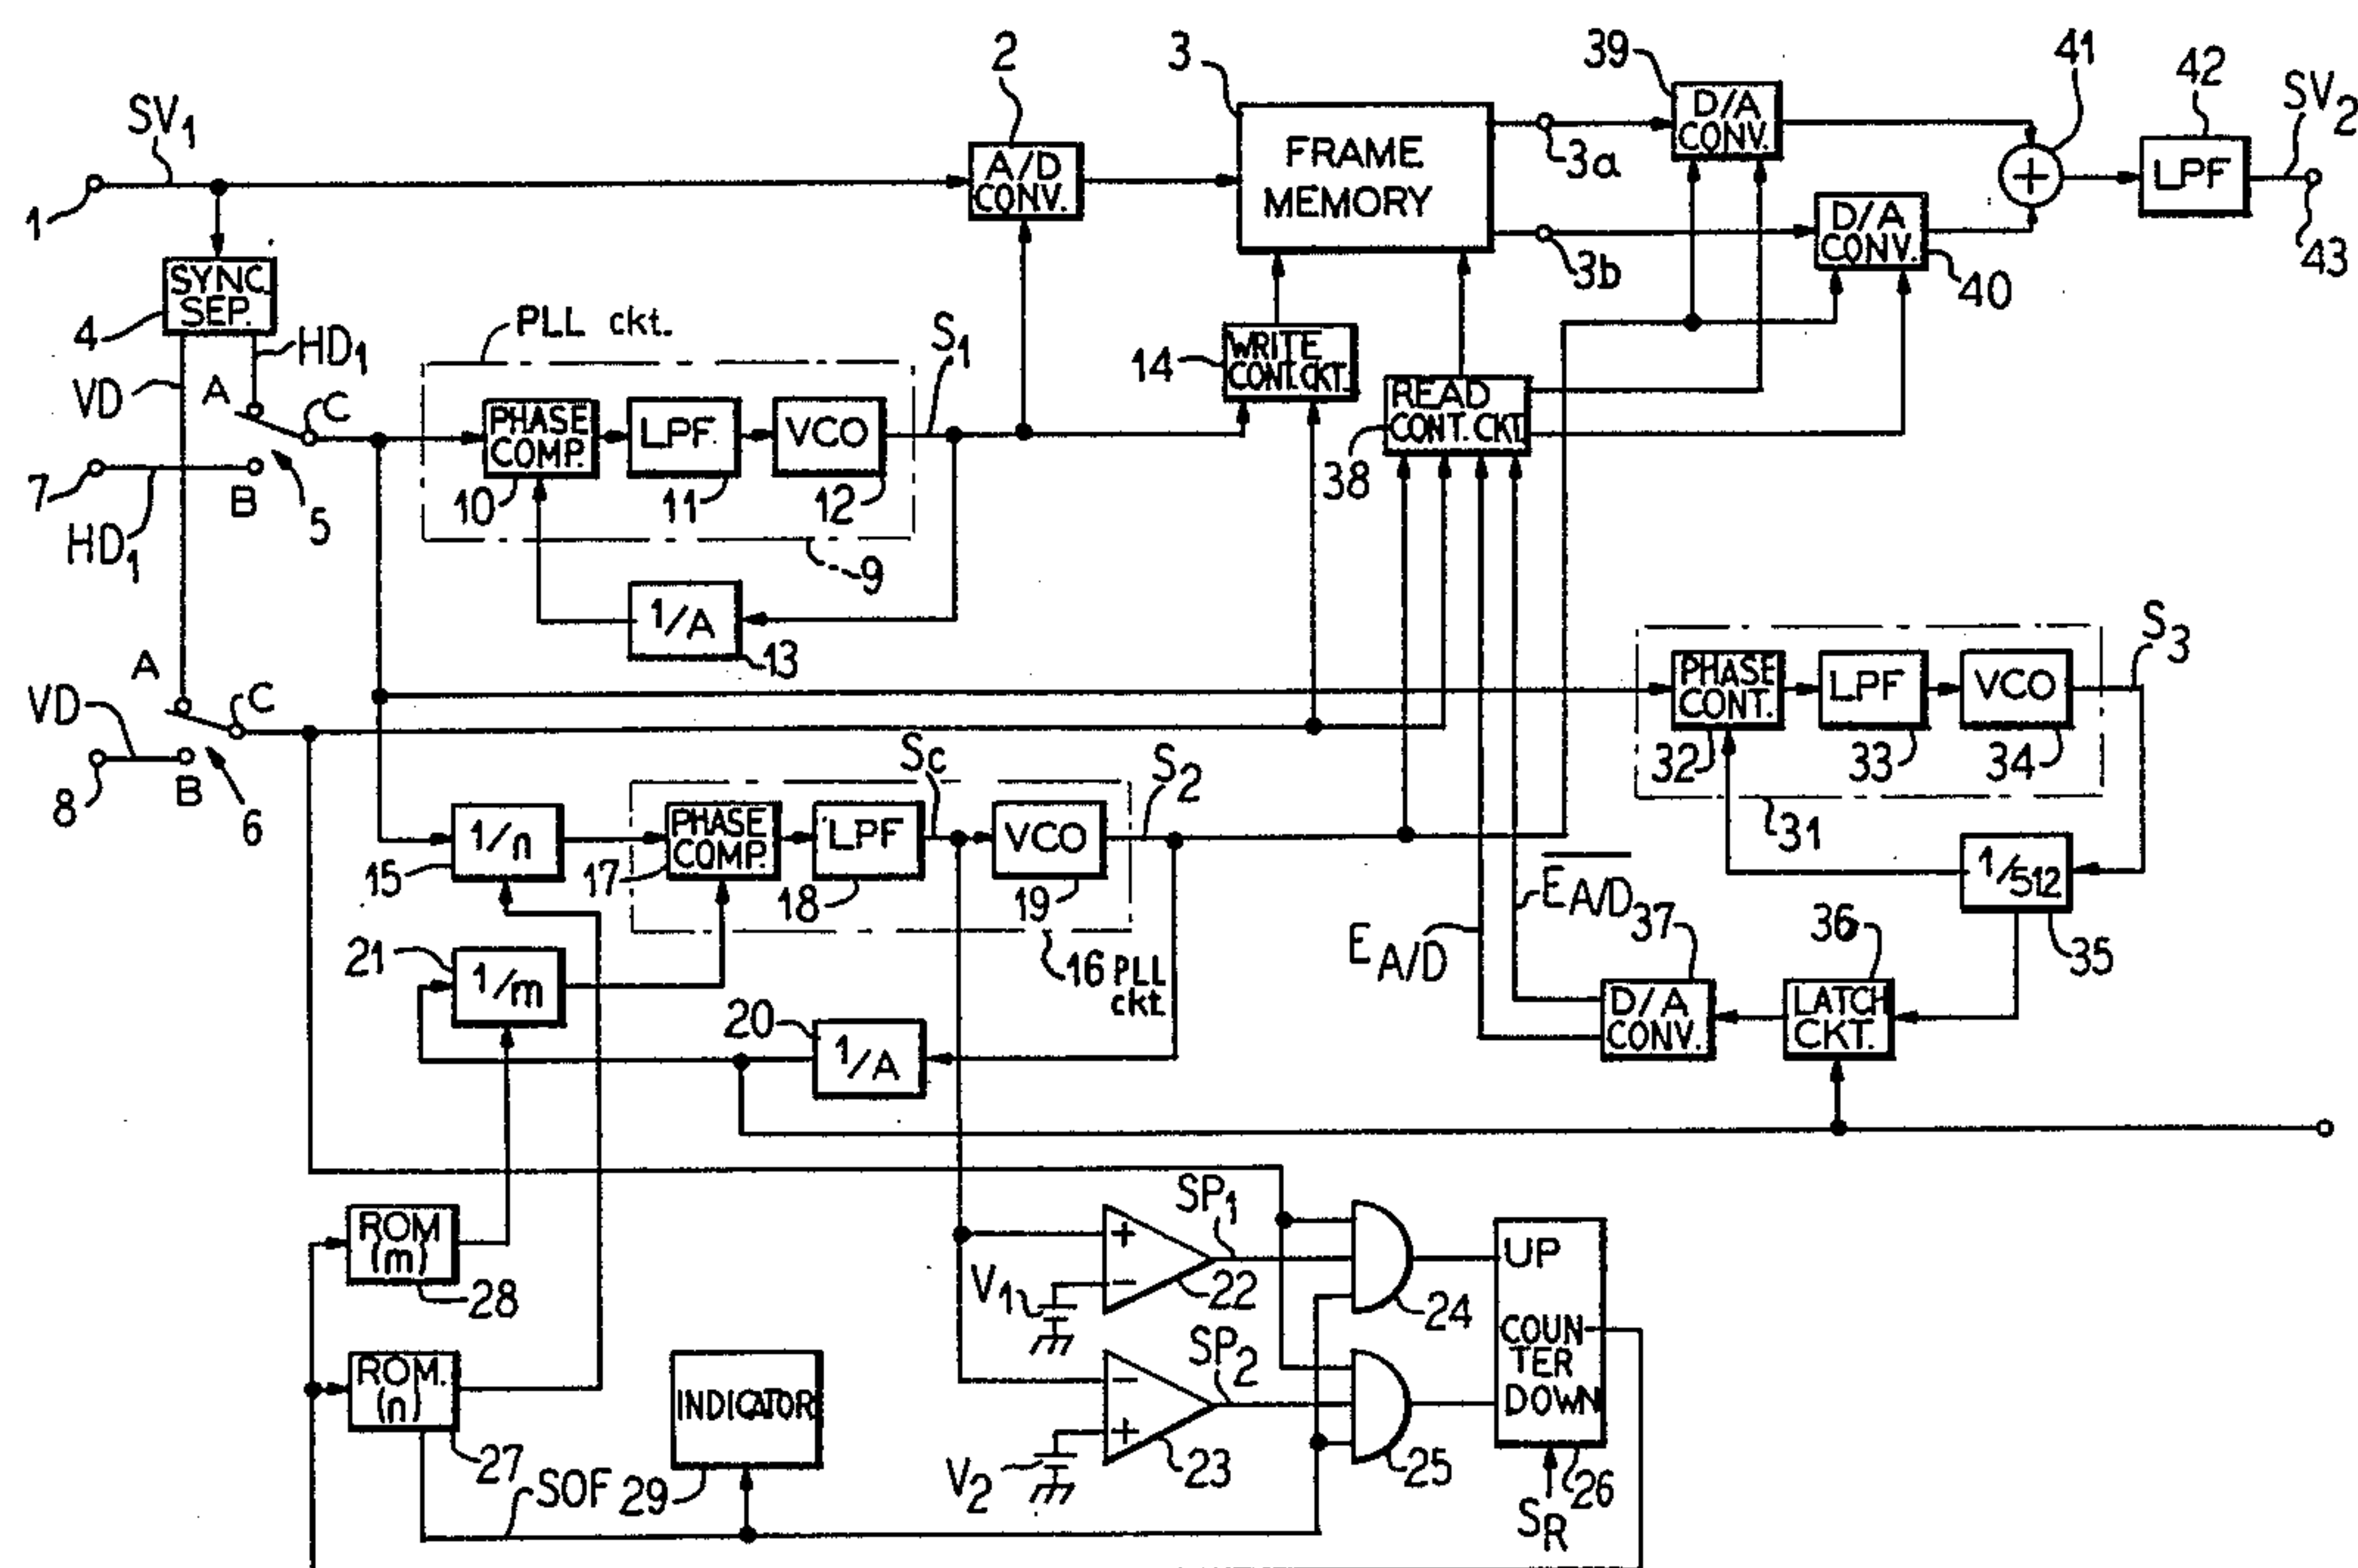 SV1
1
2
A/D
CONV.
3
FRAME
MEMORY
3a
3b
39
D/A
CONV.
D/A
CONV.
40
41
42
LPF
SV2
43
SYNC
SEP.
4
HD1
VD
A
C
7
HD1
B
5
PLL ckt.
PHASE
COMP.
10
LPF
11
VCO
12
S1
9
1/A
13
14
WRITE
CONT.CKT.
READ
CONT.CKT.
38
A
VD
C
8
B
6
PHASE
CONT.
32
LPF
33
VCO
34
S3
31
1/512
35
1/n
15
PHASE
COMP.
17
LPF
18
Sc
VCO
19
S2
16 PLL
ckt
21
1/m
20
1/A
EA/D
EA/D
37
D/A
CONV.
36
LATCH
CKT.
ROM
(m)
28
ROM.
(n)
27
SOF
INDICATOR
29
V1
+
−
22
SP1
V2
−
+
23
SP2
24
25
UP
COUN
TER
DOWN
26
SR